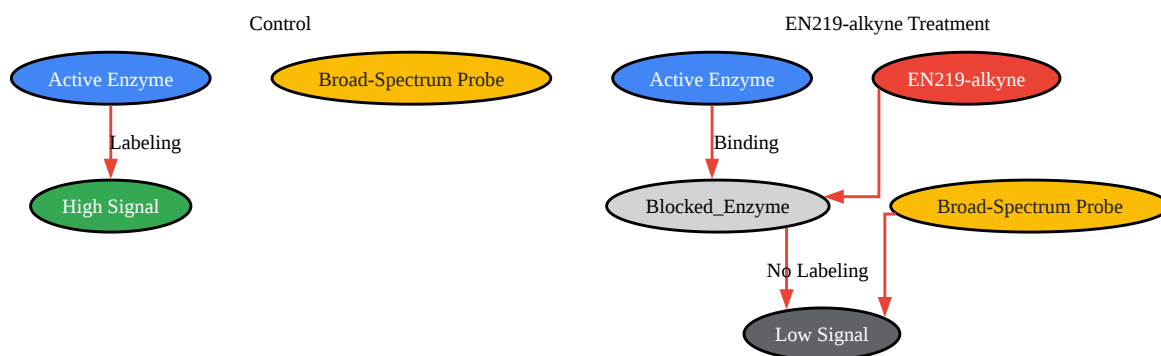 Control
EN219-alkyne Treatment
Active Enzyme
Broad-Spectrum Probe
Active Enzyme
EN219-alkyne
Labeling
Binding
High Signal
Blocked_Enzyme
Broad-Spectrum Probe
No Labeling
Low Signal